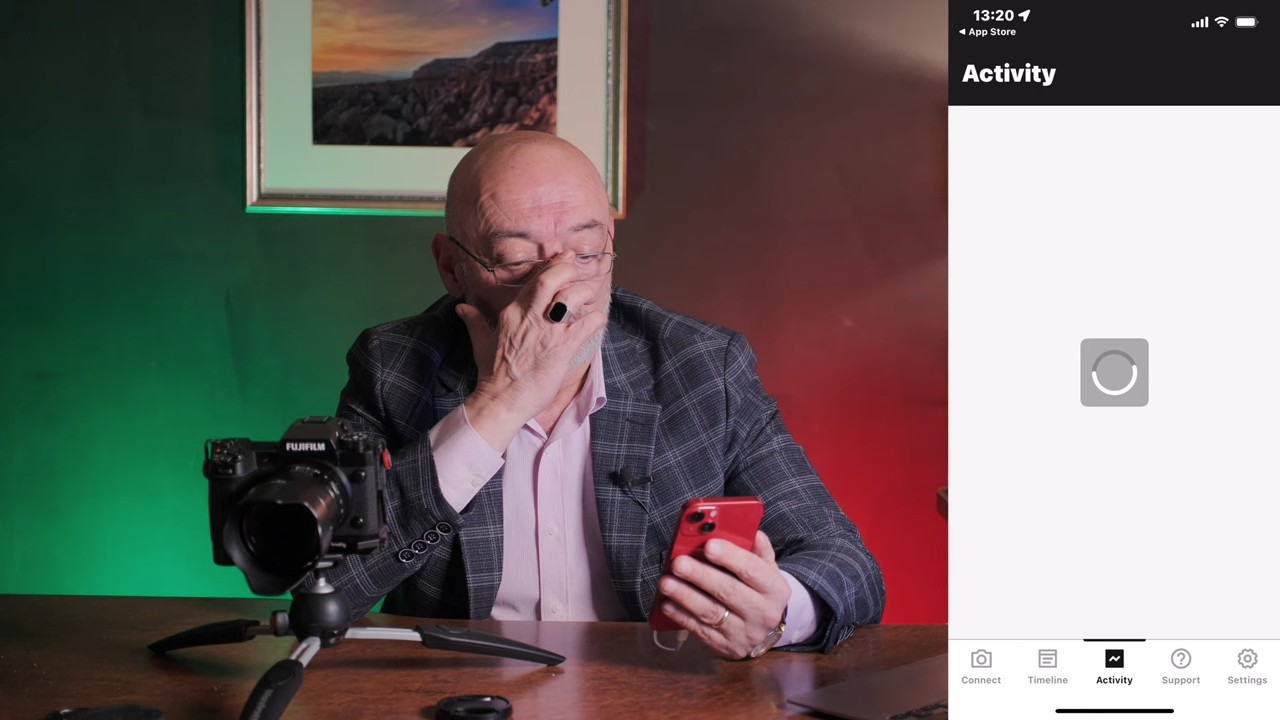 FUJIFILM
13:20
App Store
Activity
Connect
Timeline
Activity
Support
Settings